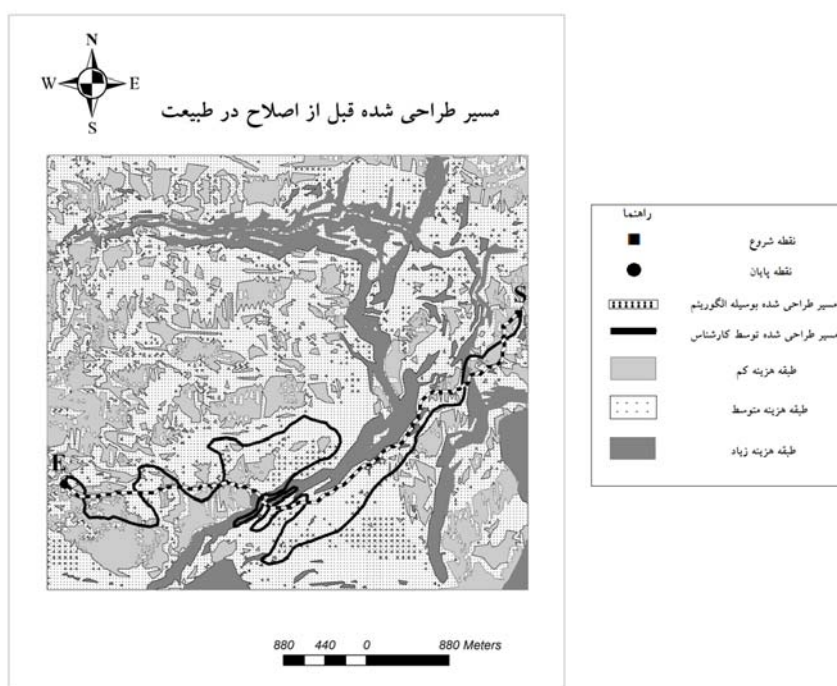 N
W E
S
مسیر طراحی شده قبل از اصلاح در طبیعت
S
E
880 440 0 880 Meters
راهنما
نقطه شروع
نقطه پایان
مسیر طراحی شده بوسیله الگوریتم
مسیر طراحی شده توسط کارشناس
طبقه هزینه کم
طبقه هزینه متوسط
طبقه هزینه زیاد